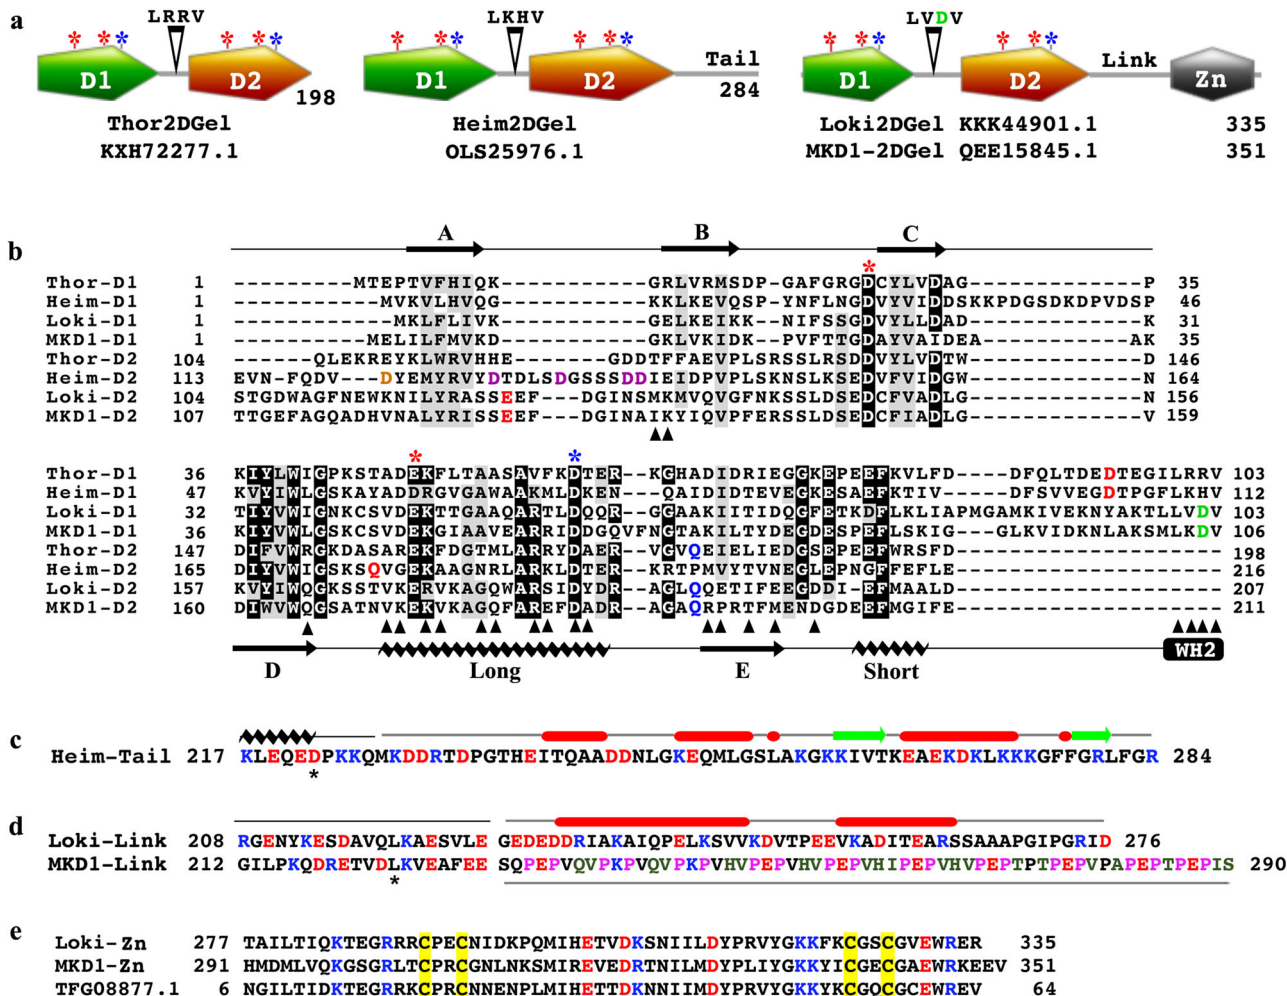 a
LRRV
LKHV
LVDV
* * *
* * *
* * *
* * *
* * *
* * *
D1 D2 198
D1 D2 Tail 284
D1 D2 Link Zn
Thor2DGel
KXH72277.1
Heim2DGel
OLS25976.1
Loki2DGel KKK44901.1 335
MKD1-2DGel QEE15845.1 351
b
A B C
*
Thor-D1 1 ---------MTEPTVFHIQK-----------GRLVRMSDP-GAFGRGDCYLVDAG-------------P 35
Heim-D1 1 -----------MVKVLHVQG-----------KKLKEVQSP-YNFLNGDVYVIDDSKKPDGSDKDPVDSP 46
Loki-D1 1 ------------MKLFLIVK-----------GELKEIKK--NIFSSGDVYLLDAD-------------K 31
MKD1-D1 1 ----------MELILFMVKD-----------GKMKEIKD--PVFTTGDAYVAIDEA-----------AK 35
Thor-D2 104 ------QLEKREYKLWRVHHE-------GDDTFFAEVPLSRSSLRSDDVYLVDTW-------------D 146
Heim-D2 113 EVN-FQDV---DYEMYRVYDTDLSDGSSSDDIEIDPVPLSKNSLKSEDVFVIDGW-------------N 164
Loki-D2 104 STGDWAGFNEWKNILYRASSEEF---DGINSMKMVQVGFNKSSLDSEDCYVADLG-------------N 156
MKD1-D2 107 TTGEFAGQADHVNALYRASSEEF---DGINAIKYIQVPFERSSLDSEDCFIADLG-------------V 159
* *
Thor-D1 36 KIYLWIGPKSTADEKFLTAASAVFKDTER--KGHADIDRIEGGKEPEEFKVLFD----DFQLTDEDTEGILRRV 103
Heim-D1 47 KVYIWLGSKAYADDRGVGAWAAKMLDKEN--QAIDIDTEVEGKESAEFKTIV-----DFSVVEGDTPGFLKHV 112
Loki-D1 32 TIYVWIGSKCSVDEKTTGAAQARTLDQQR--GGAAKIITIDQGFETKDFLKLIAPMGAMKIVEKNYAKTLLVDV 103
MKD1-D1 36 KIYLWLGSKCSVDEKGIAAVEARRIDQVFNGTAKLTYDEGDESPEFLSKIG---GLKVIDKNLAKSMLKDV 106
Thor-D2 147 DIFVWRGKDASAREKFDGTMLARRYDAER--VGVQEIELIEDGSEPEEFWRSFD-------------------- 198
Heim-D2 165 DIYVWIGSKSQVGEKAAGNRLARKLDTER--KRTPMVYTVNEGLEPNGFFEFLE-------------------- 216
Loki-D2 157 KVYIWQGSKSSTVKERVKAGQWARSIDDAR--AGLQQETIFEEGDDI-EFMAALD-------------------- 207
MKD1-D2 160 DIWVWQGSATNVKEKVKAGQFAREFDADR--AGAQRPRTFMENDGDEEFMGIFE-------------------- 211
D Long E Short WH2
c
Heim-Tail 217 KLEQEDPKKQMKDDRTDPGTHEITQAADDNLGKEQMLGSLAKGKKIVTKEAEKDKLKKKGFFGRLFGR 284
*
d
Loki-Link 208 RGENYKESDAVQLKAESVLE GEDEDDRIAKAIQPELKSVVKDVTPEEVKADITEARSSAAAPGIPGRID 276
MKD1-Link 212 GILPKQDRETVDLKVEAFEE SQPEPVQVPKPVQVPKPVHVPEPVHVPEPVHIPEPVHVPEPTPTPEPVPAPEPTPEPIS 290
*
e
Loki-Zn 277 TAILTIQKTEGRRRCPECNIDKPQMIHETVDKSNIILDYPRVYGKKFKCGSCGVEWRER 335
MKD1-Zn 291 HMDMLVQKGSGRLTCPRCGNLNKSMIREVEDRTNILMDYPLIYGKKYICGECGAEWRKEEV 351
TFG08877.1 6 NGILTIDKTEGRRKCPRCNNENPLMIHETTDKNNIIMDYPRVYGKKYKCGQCGCEWREV 64